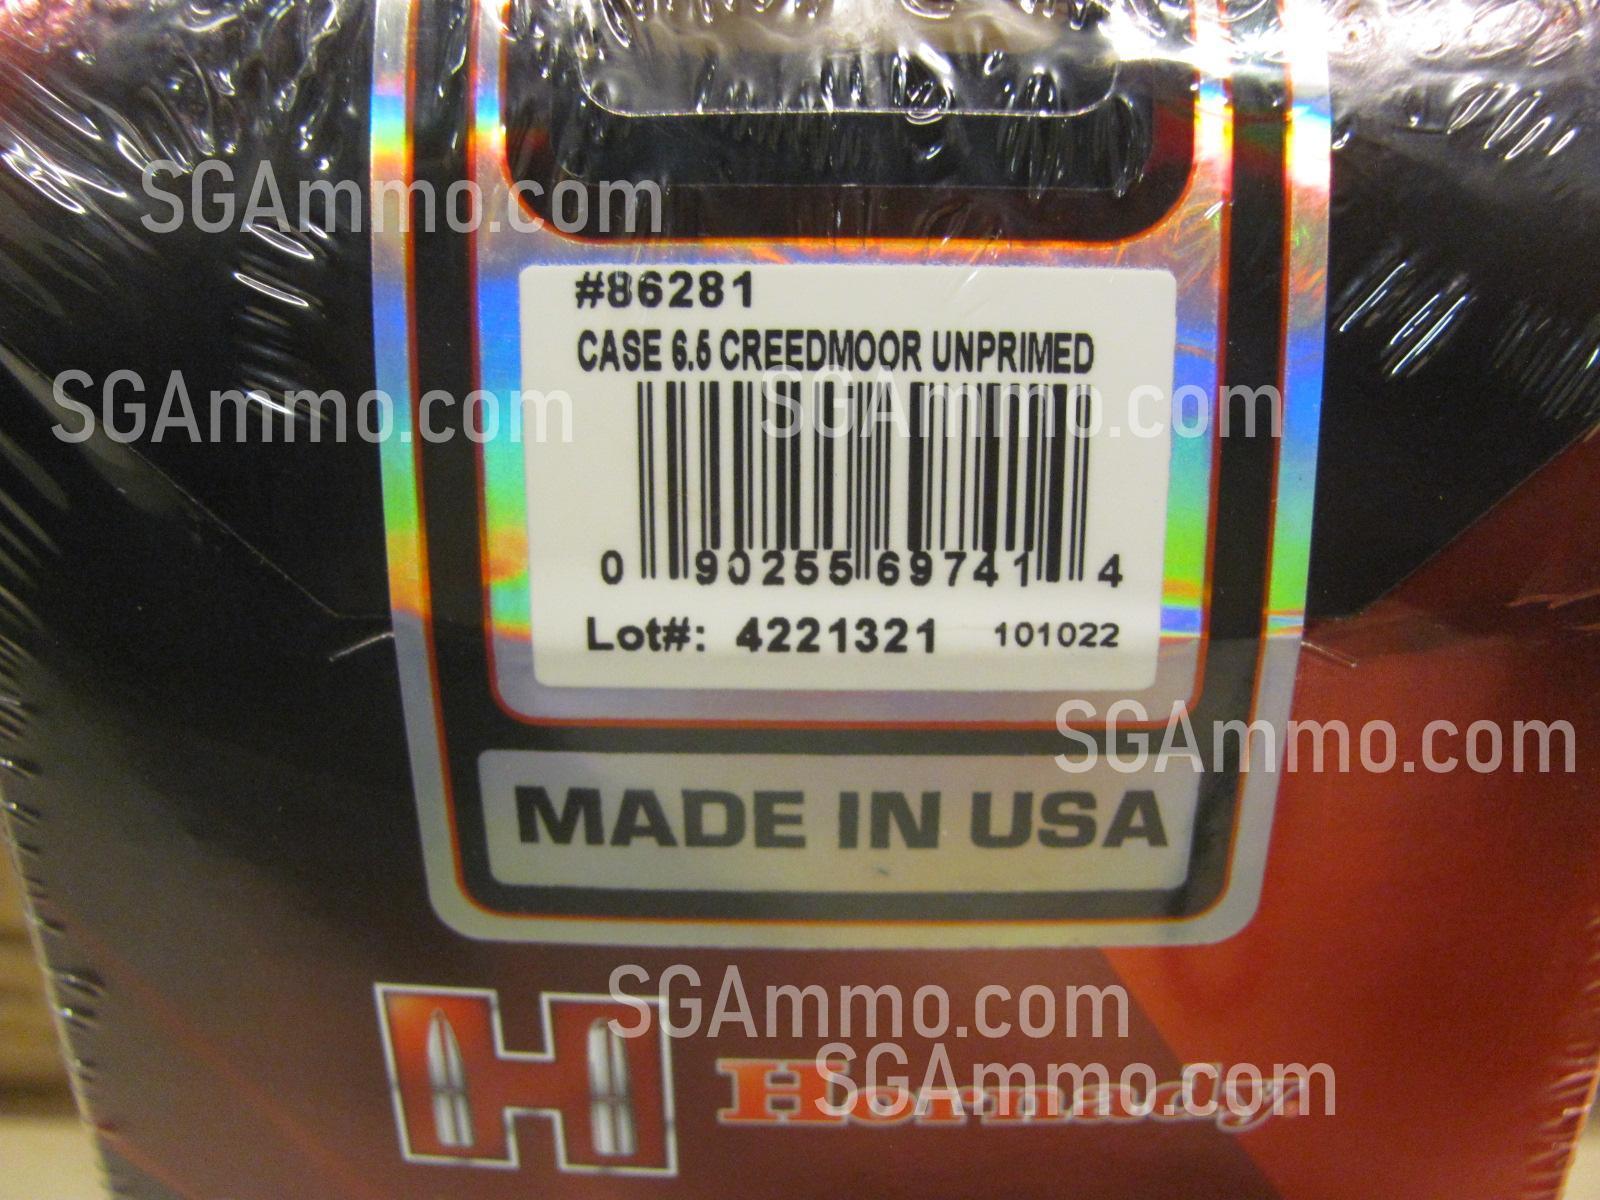 SGAmmo.com
#86281
CASE 6.5 CREEDMOOR UNPRIMED
SGAmmo.com
SGAmmo.com
0 90255 69741 4
Lot#: 4221321 101022
SGAmmo.com
MADE IN USA
SGAmmo.com
H Hornady
SGAmmo.com